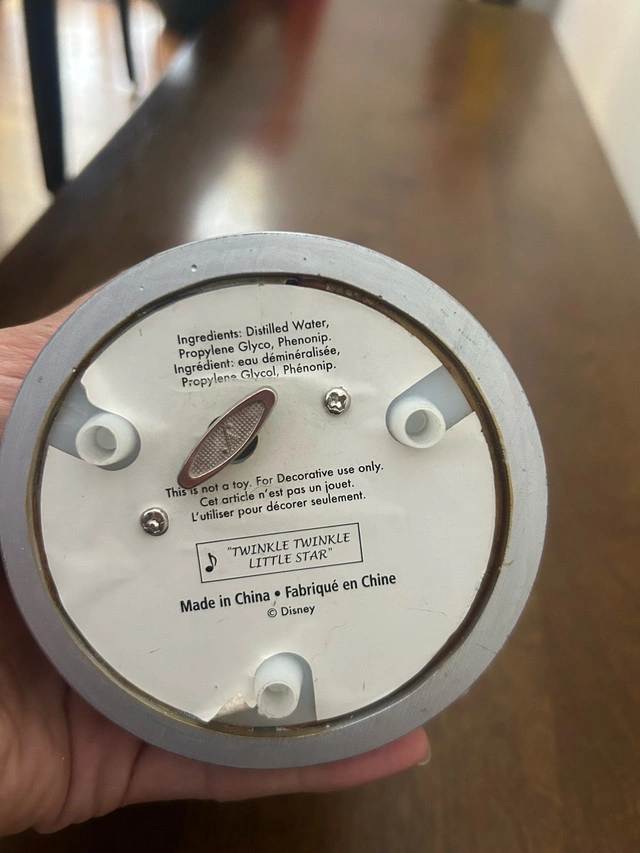 Ingredients: Distilled Water,
Propylene Glyco, Phenonip.
Ingrédient: eau déminéralisée,
Propylene Glycol, Phénonip.
This is not a toy. For Decorative use only.
Cet article n'est pas un jouet.
L'utiliser pour décorer seulement.
♪ "TWINKLE TWINKLE
LITTLE STAR"
Made in China • Fabriqué en Chine
© Disney